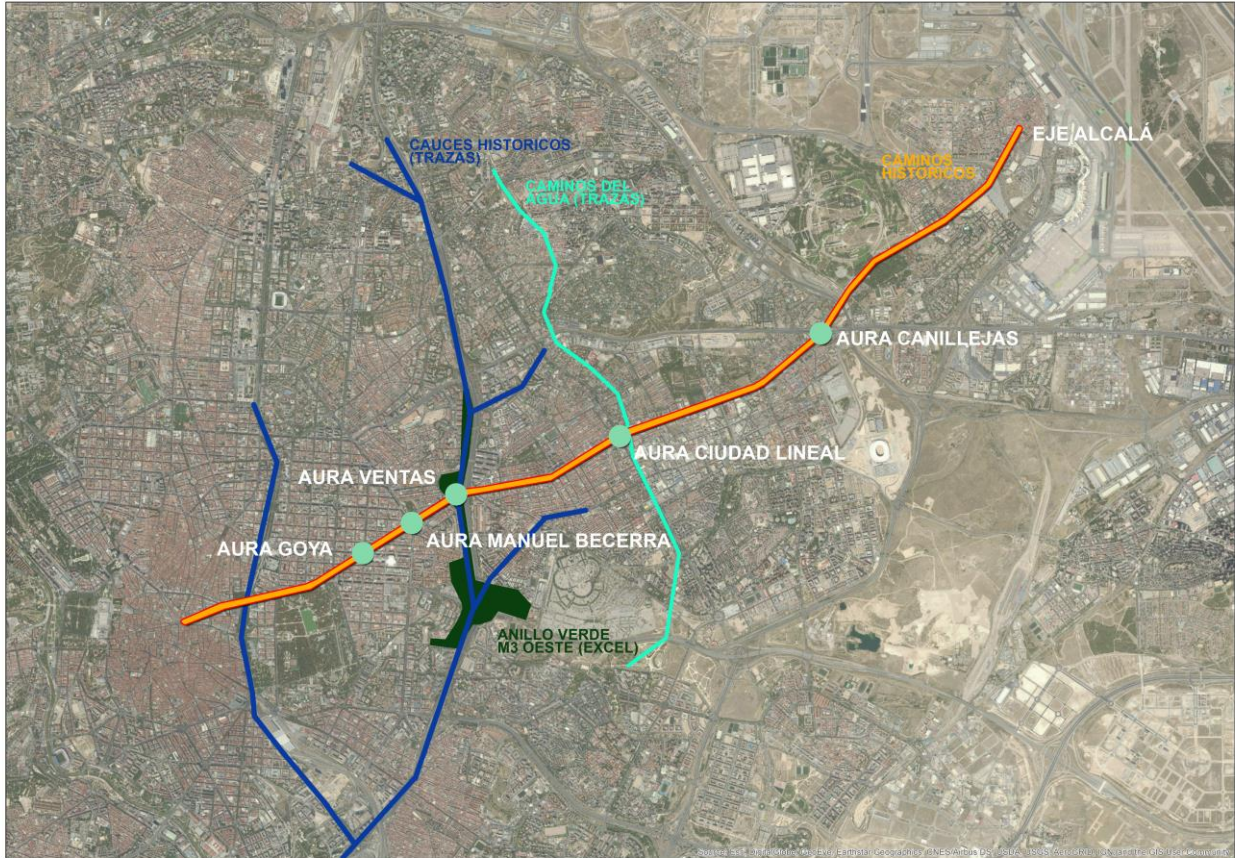 CAUCES HISTORICOS
(TRAZAS)
CAMINOS DEL
AGUA (TRAZAS)
CAMINOS
HISTORICOS
EJE ALCALÁ
AURA CANILLEJAS
AURA CIUDAD LINEAL
AURA VENTAS
AURA MANUEL BECERRA
AURA GOYA
ANILLO VERDE
M3 OESTE (EXCEL)